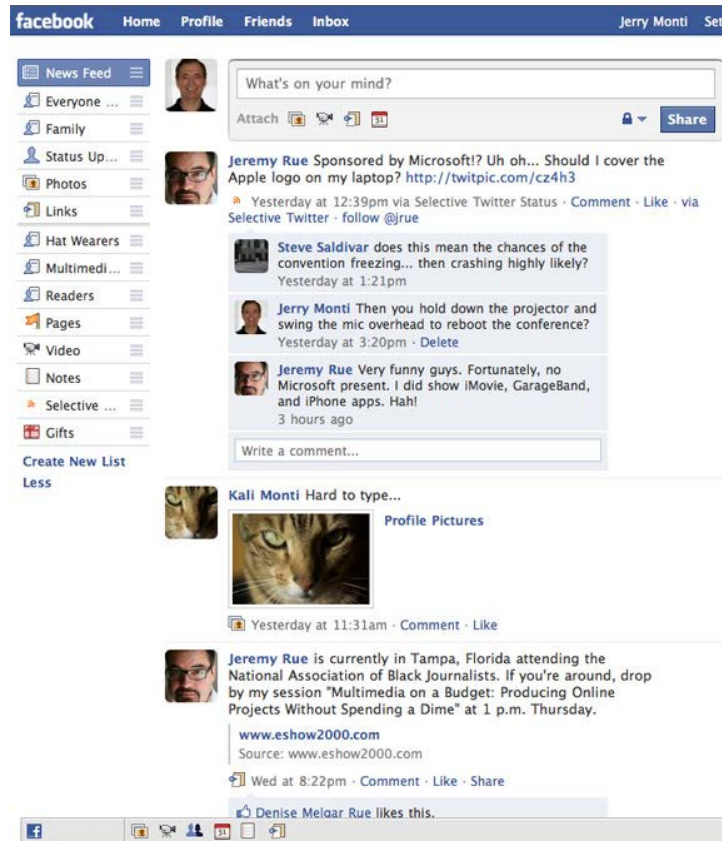 facebook Home Profile Friends Inbox Jerry Monti Set
News Feed
Everyone ...
Family
Status Up...
Photos
Links
Hat Wearers
Multimedi...
Readers
Pages
Video
Notes
Selective ...
Gifts
Create New List
Less
What's on your mind?
Attach 31 Share
Jeremy Rue Sponsored by Microsoft!? Uh oh... Should I cover the
Apple logo on my laptop? http://twitpic.com/cz4h3
Yesterday at 12:39pm via Selective Twitter Status · Comment · Like · via
Selective Twitter · follow @jrue
Steve Saldivar does this mean the chances of the
convention freezing... then crashing highly likely?
Yesterday at 1:21pm
Jerry Monti Then you hold down the projector and
swing the mic overhead to reboot the conference?
Yesterday at 3:20pm · Delete
Jeremy Rue Very funny guys. Fortunately, no
Microsoft present. I did show iMovie, GarageBand,
and iPhone apps. Hah!
3 hours ago
Write a comment...
Kali Monti Hard to type...
Profile Pictures
Yesterday at 11:31am · Comment · Like
Jeremy Rue is currently in Tampa, Florida attending the
National Association of Black Journalists. If you're around, drop
by my session "Multimedia on a Budget: Producing Online
Projects Without Spending a Dime" at 1 p.m. Thursday.
www.eshow2000.com
Source: www.eshow2000.com
Wed at 8:22pm · Comment · Like · Share
Denise Melgar Rue likes this.
f 31